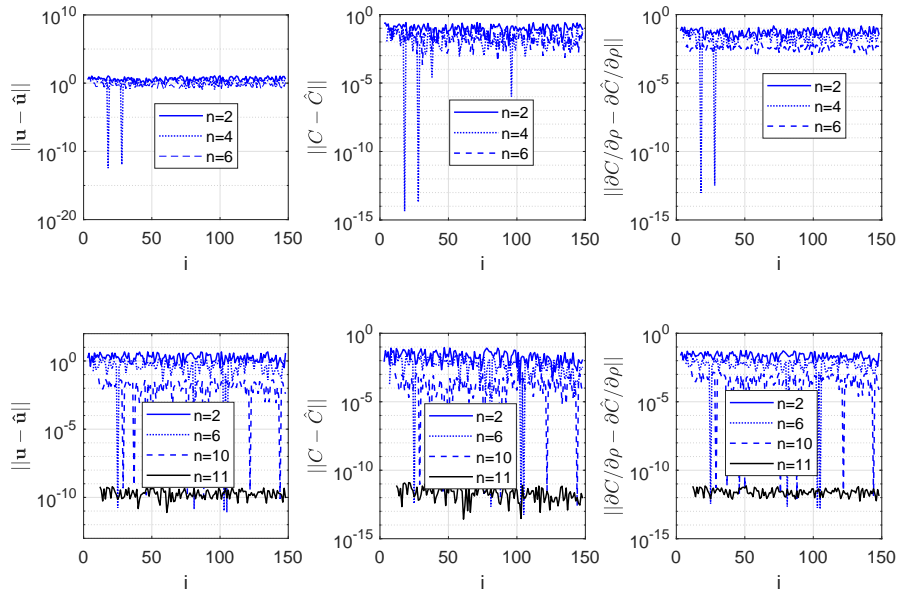 ||u − û||
10^10
10^0
10^-10
10^-20
0 50 100 150
i
n=2
n=4
n=6
||C − Ĉ||
10^0
10^-5
10^-10
10^-15
0 50 100 150
i
n=2
n=4
n=6
||∂C/∂ρ − ∂Ĉ/∂ρ||
10^0
10^-5
10^-10
10^-15
0 50 100 150
i
n=2
n=4
n=6
||u − û||
10^0
10^-5
10^-10
0 50 100 150
i
n=2
n=6
n=10
n=11
||C − Ĉ||
10^0
10^-5
10^-10
10^-15
0 50 100 150
i
n=2
n=6
n=10
n=11
||∂C/∂ρ − ∂Ĉ/∂ρ||
10^0
10^-5
10^-10
10^-15
0 50 100 150
i
n=2
n=6
n=10
n=11